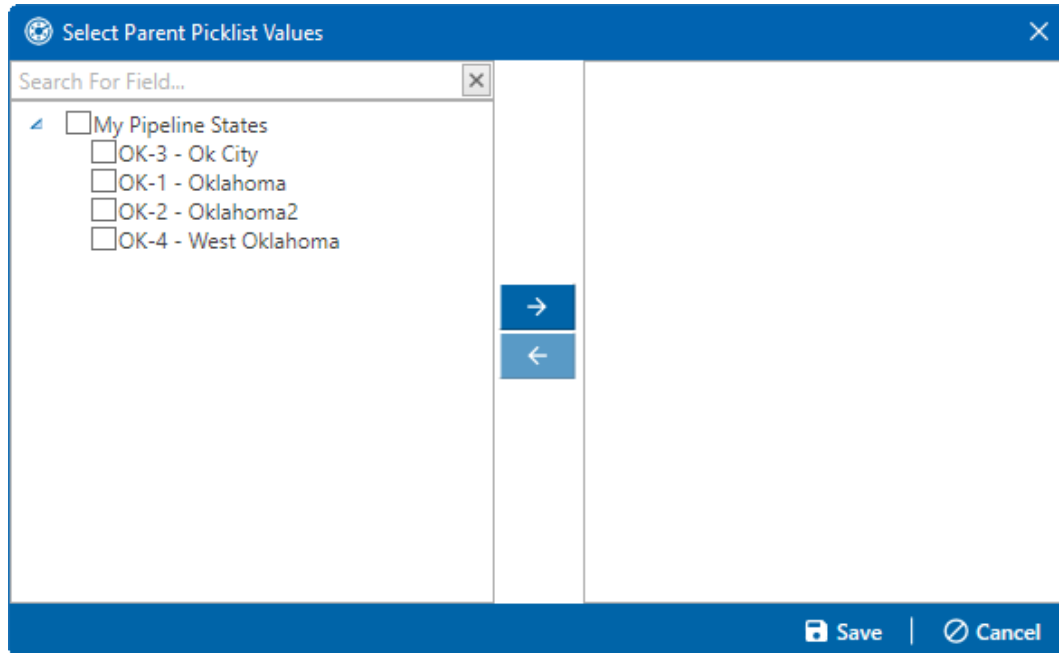 Select Parent Picklist Values
Search For Field...
My Pipeline States
OK-3 - Ok City
OK-1 - Oklahoma
OK-2 - Oklahoma2
OK-4 - West Oklahoma
Save
Cancel